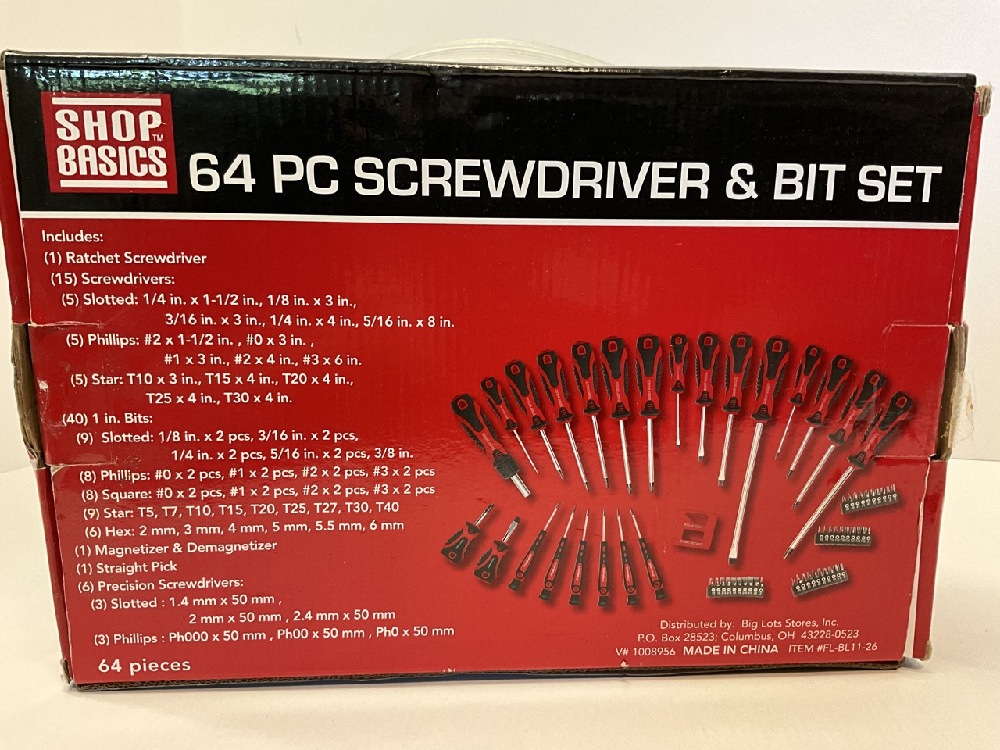 SHOP
BASICS™
64 PC SCREWDRIVER & BIT SET
Includes:
(1) Ratchet Screwdriver
(15) Screwdrivers:
(5) Slotted: 1/4 in. x 1-1/2 in., 1/8 in. x 3 in.,
3/16 in. x 3 in., 1/4 in. x 4 in., 5/16 in. x 8 in.
(5) Phillips: #2 x 1-1/2 in. , #0 x 3 in. ,
#1 x 3 in., #2 x 4 in., #3 x 6 in.
(5) Star: T10 x 3 in., T15 x 4 in., T20 x 4 in.,
T25 x 4 in., T30 x 4 in.
(40) 1 in. Bits:
(9) Slotted: 1/8 in. x 2 pcs, 3/16 in. x 2 pcs,
1/4 in. x 2 pcs, 5/16 in. x 2 pcs, 3/8 in.
(8) Phillips: #0 x 2 pcs, #1 x 2 pcs, #2 x 2 pcs, #3 x 2 pcs
(8) Square: #0 x 2 pcs, #1 x 2 pcs, #2 x 2 pcs, #3 x 2 pcs
(9) Star: T5, T7, T10, T15, T20, T25, T27, T30, T40
(6) Hex: 2 mm, 3 mm, 4 mm, 5 mm, 5.5 mm, 6 mm
(1) Magnetizer & Demagnetizer
(1) Straight Pick
(6) Precision Screwdrivers:
(3) Slotted : 1.4 mm x 50 mm ,
2 mm x 50 mm , 2.4 mm x 50 mm
(3) Phillips : Ph000 x 50 mm , Ph00 x 50 mm , Ph0 x 50 mm
64 pieces
Distributed by: Big Lots Stores, Inc.
P.O. Box 28523; Columbus, OH 43228-0523
V# 1008956 MADE IN CHINA ITEM #FL-BL11-26